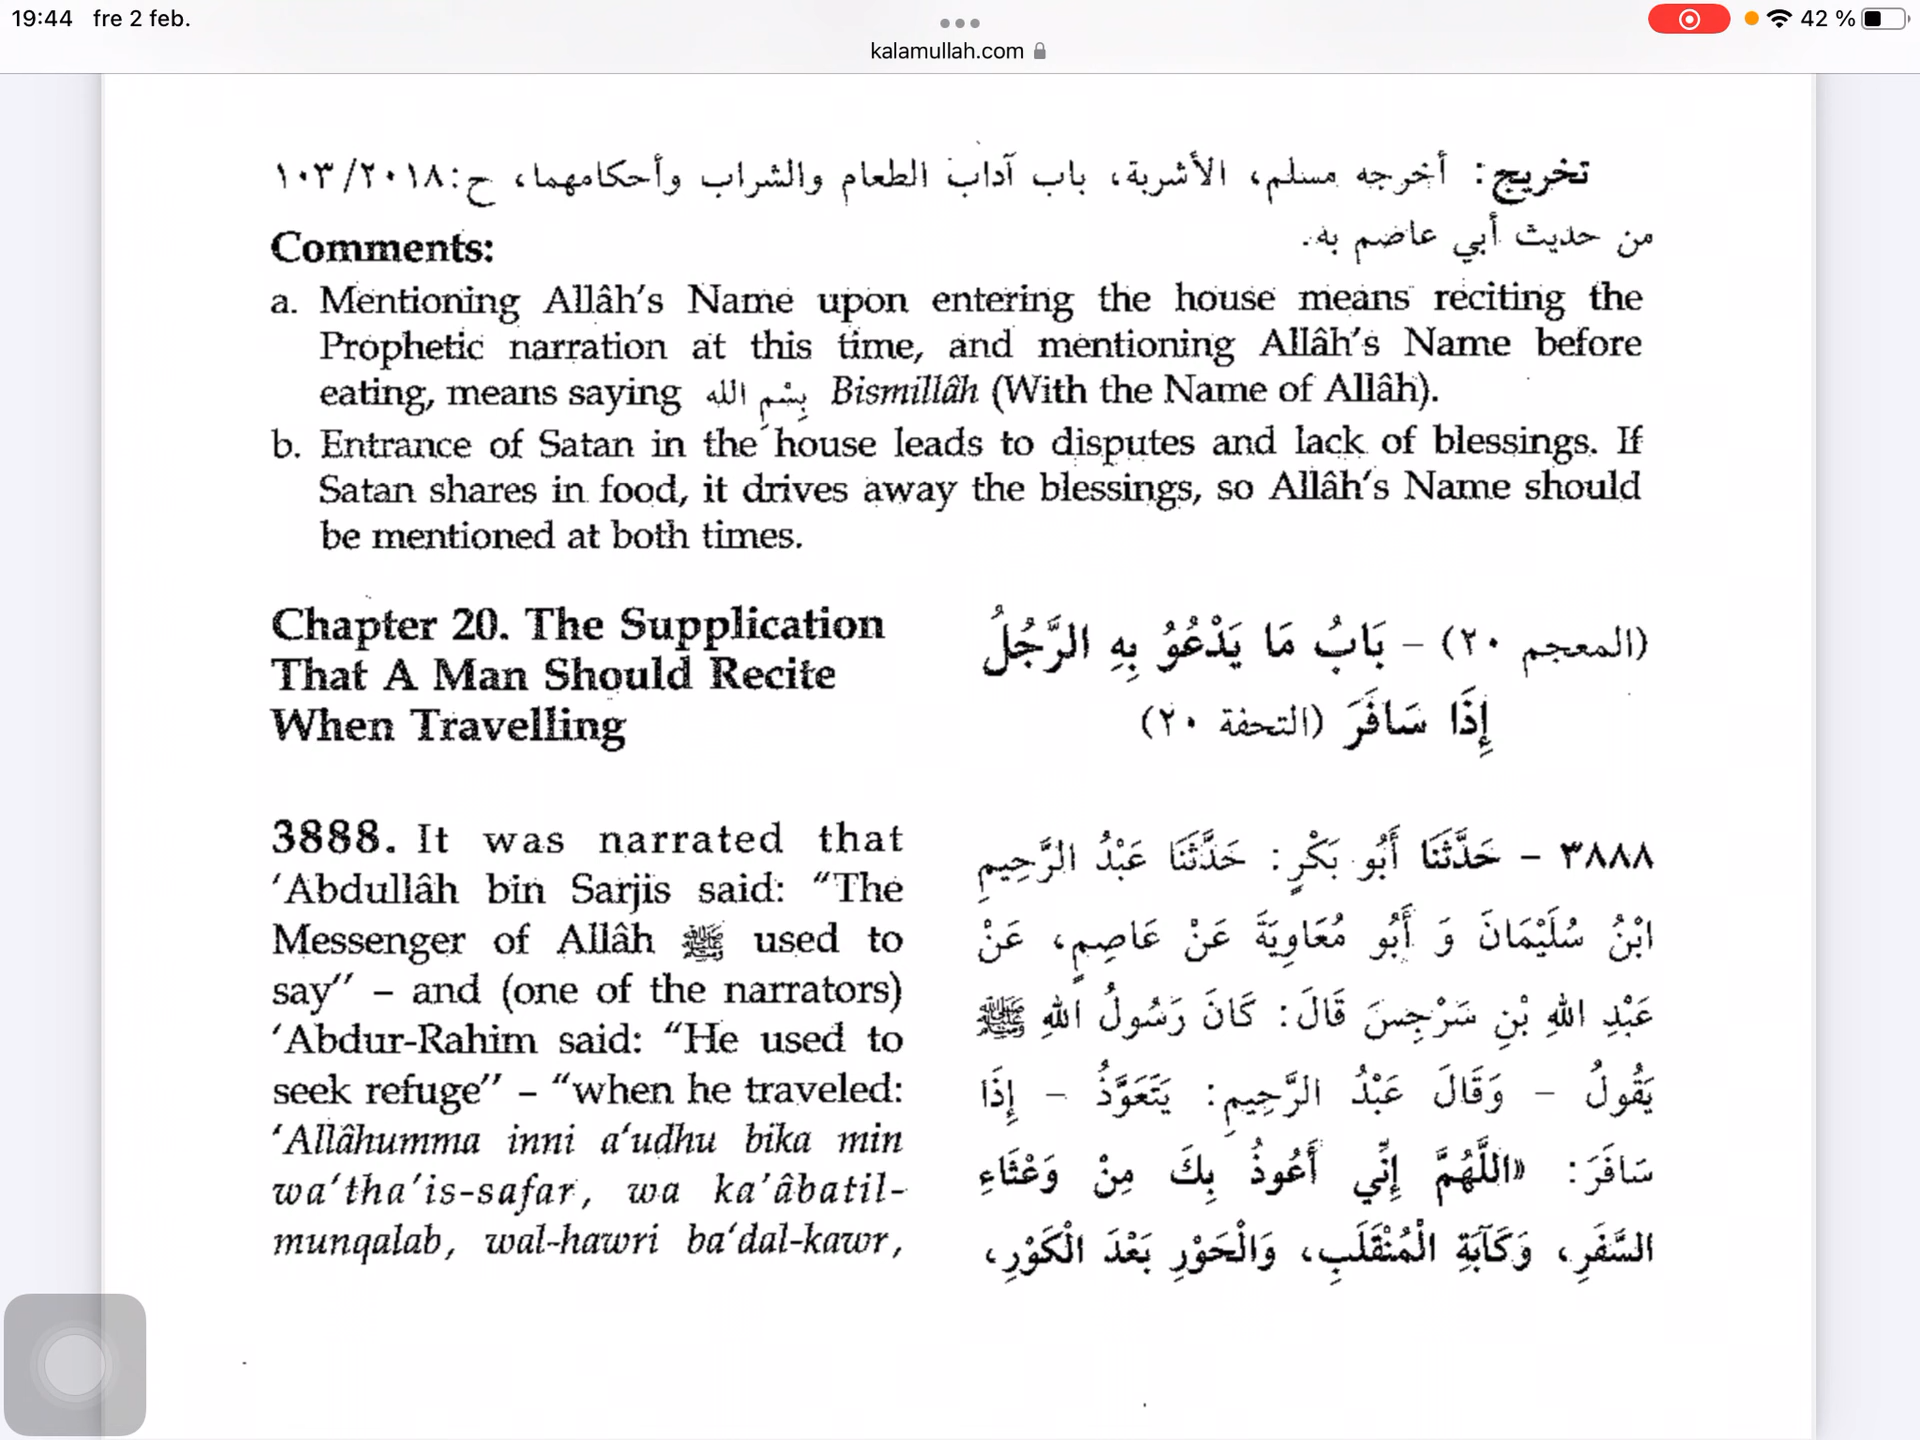 19:44 fre 2 feb.
42 %
kalamullah.com
تخريج: أخرجه مسلم، الأشربة، باب آداب الطعام والشراب وأحكامهما، ح:٢٠١٨/١٠٣
من حديث أبي عاصم به.
Comments:
a. Mentioning Allâh's Name upon entering the house means reciting the
Prophetic narration at this time, and mentioning Allâh's Name before
eating, means saying بِسْمِ الله Bismillâh (With the Name of Allâh).
b. Entrance of Satan in the house leads to disputes and lack of blessings. If
Satan shares in food, it drives away the blessings, so Allâh's Name should
be mentioned at both times.
Chapter 20. The Supplication
That A Man Should Recite
When Travelling
(المعجم ٢٠) – بَابُ مَا يَدْعُوُ بِهِ الرَّجُلُ
إِذَا سَافَرَ (التحفة ٢٠)
3888. It was narrated that
'Abdullâh bin Sarjis said: "The
Messenger of Allâh ﷺ used to
say" – and (one of the narrators)
'Abdur-Rahim said: "He used to
seek refuge" – "when he traveled:
'Allâhumma inni a'udhu bika min
wa'tha'is-safar, wa ka'âbatil-
munqalab, wal-hawri ba'dal-kawr,
٣٨٨٨ – حَدَّثَنَا أَبُو بَكْرٍ: حَدَّثَنَا عَبْدُ الرَّحِيمِ
ابْنُ سُلَيْمَانَ وَ أَبُو مُعَاوِيَةَ عَنْ عَاصِمٍ، عَنْ
عَبْدِ اللهِ بْنِ سَرْجِسَ قَالَ: كَانَ رَسُولُ اللهِ ﷺ
يَقُولُ – وَقَالَ عَبْدُ الرَّحِيمِ: يَتَعَوَّذُ – إِذَا
سَافَرَ: «اللَّهُمَّ إِنِّي أَعُوذُ بِكَ مِنْ وَعْثَاءِ
السَّفَرِ، وَكَآبَةِ الْمُنْقَلَبِ، وَالْحَوْرِ بَعْدَ الْكَوْرِ،